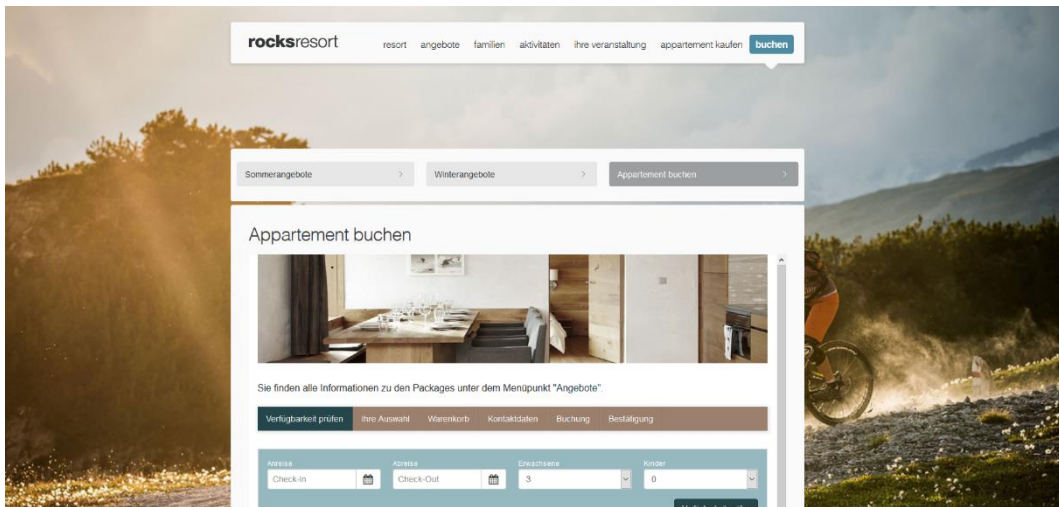 rocksresort
resort angebote familien aktivitäten ihre veranstaltung appartement kaufen buchen
Sommerangebote Winterangebote Appartement buchen
Appartement buchen
Sie finden alle Informationen zu den Packages unter dem Menüpunkt "Angebote".
Verfügbarkeit prüfen Ihre Auswahl Warenkorb Kontaktdaten Buchung Bestätigung
Anreise Abreise Erwachsene Kinder
Check-In Check-Out 3 0